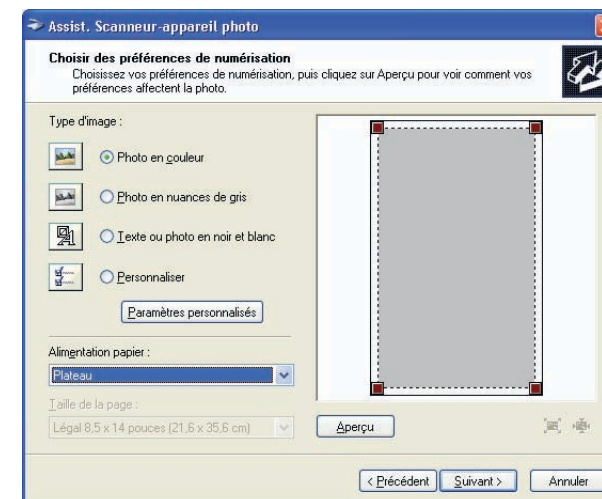 Assist. Scanneur-appareil photo
Choisir des préférences de numérisation
Choisissez vos préférences de numérisation, puis cliquez sur Aperçu pour voir comment vos
préférences affectent la photo.
Type d'image :
Photo en couleur
Photo en nuances de gris
Texte ou photo en noir et blanc
Personnaliser
Paramètres personnalisés
Alimentation papier :
Plateau
Taille de la page :
Légal 8,5 x 14 pouces (21,6 x 35,6 cm)
Aperçu
< Précédent
Suivant >
Annuler